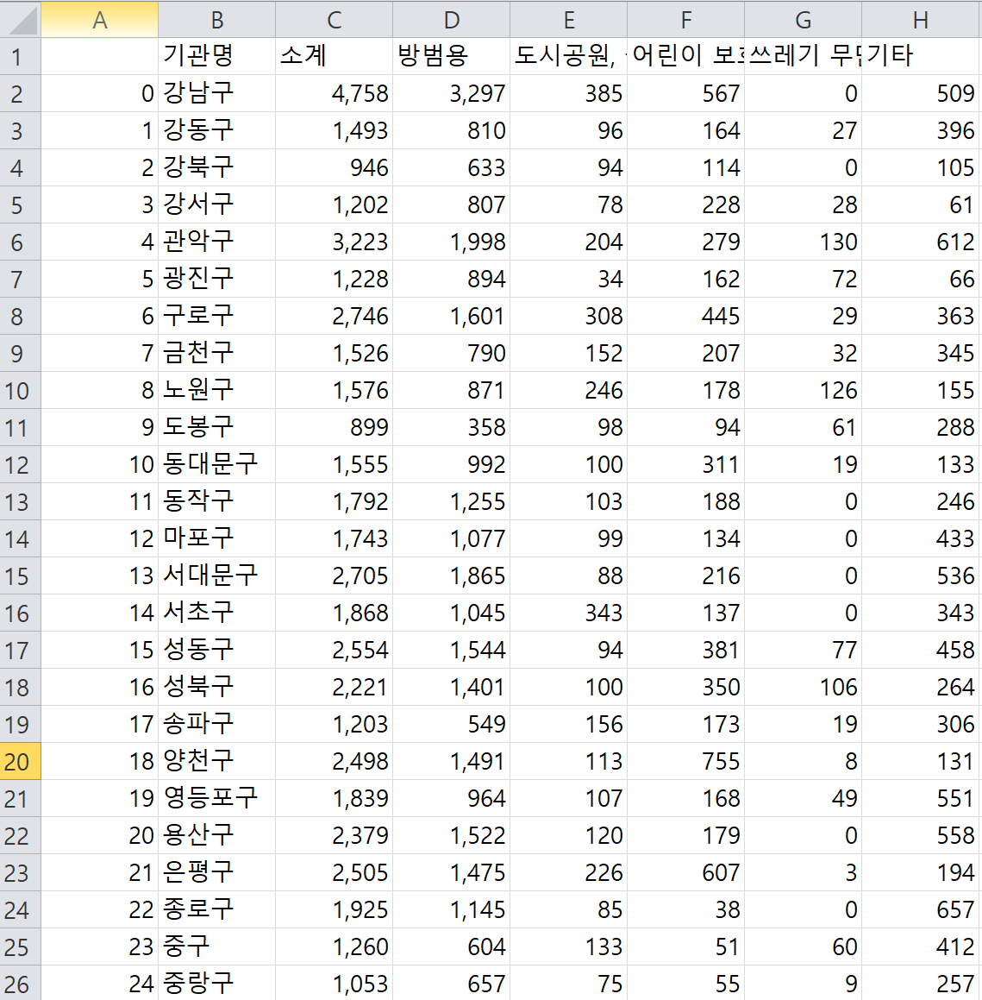 A B C D E F G H
1 기관명 소계 방범용 도시공원, 어린이 쓰레기 기타
2 0 강남구 4,758 3,297 385 567 0 509
3 1 강동구 1,493 810 96 164 27 396
4 2 강북구 946 633 94 114 0 105
5 3 강서구 1,202 807 78 228 28 61
6 4 관악구 3,223 1,998 204 279 130 612
7 5 광진구 1,228 894 34 162 72 66
8 6 구로구 2,746 1,601 308 445 29 363
9 7 금천구 1,526 790 152 207 32 345
10 8 노원구 1,576 871 246 178 126 155
11 9 도봉구 899 358 98 94 61 288
12 10 동대문구 1,555 992 100 311 19 133
13 11 동작구 1,792 1,255 103 188 0 246
14 12 마포구 1,743 1,077 99 134 0 433
15 13 서대문구 2,705 1,865 88 216 0 536
16 14 서초구 1,868 1,045 343 137 0 343
17 15 성동구 2,554 1,544 94 381 77 458
18 16 성북구 2,221 1,401 100 350 106 264
19 17 송파구 1,203 549 156 173 19 306
20 18 양천구 2,498 1,491 113 755 8 131
21 19 영등포구 1,839 964 107 168 49 551
22 20 용산구 2,379 1,522 120 179 0 558
23 21 은평구 2,505 1,475 226 607 3 194
24 22 종로구 1,925 1,145 85 38 0 657
25 23 중구 1,260 604 133 51 60 412
26 24 중랑구 1,053 657 75 55 9 257